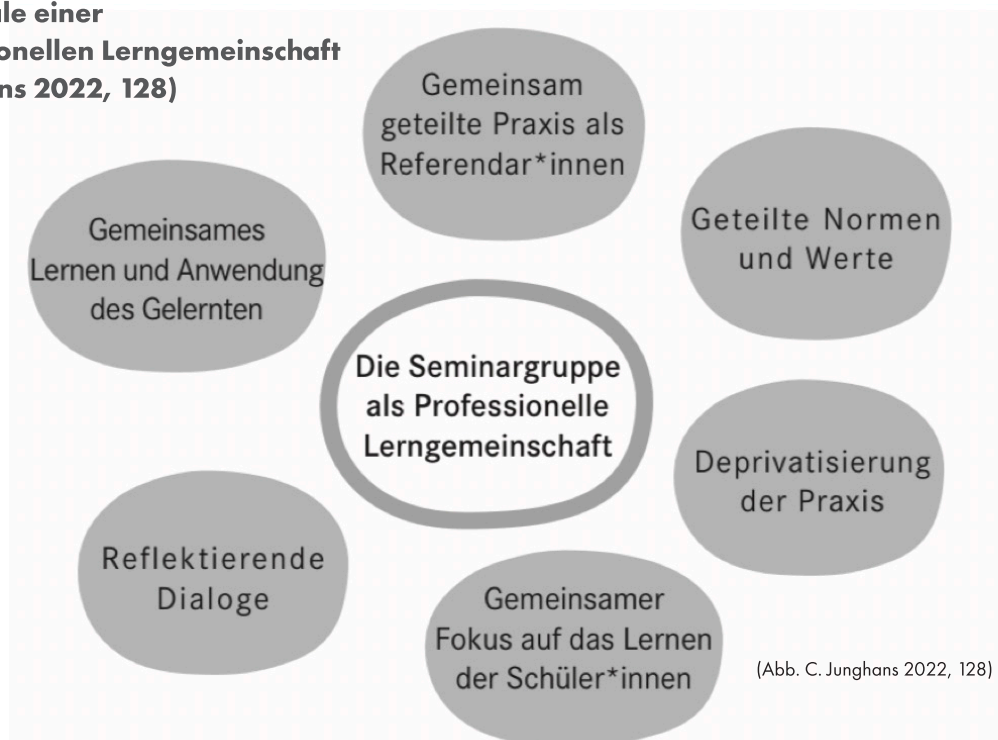 le einer
onellen Lerngemeinschaft
ns 2022, 128)
Gemeinsam
geteilte Praxis als
Referendar*innen
Geteilte Normen
und Werte
Gemeinsames
Lernen und Anwendung
des Gelernten
Die Seminargruppe
als Professionelle
Lerngemeinschaft
Deprivatisierung
der Praxis
Reflektierende
Dialoge
Gemeinsamer
Fokus auf das Lernen
der Schüler*innen
(Abb. C. Junghans 2022, 128)